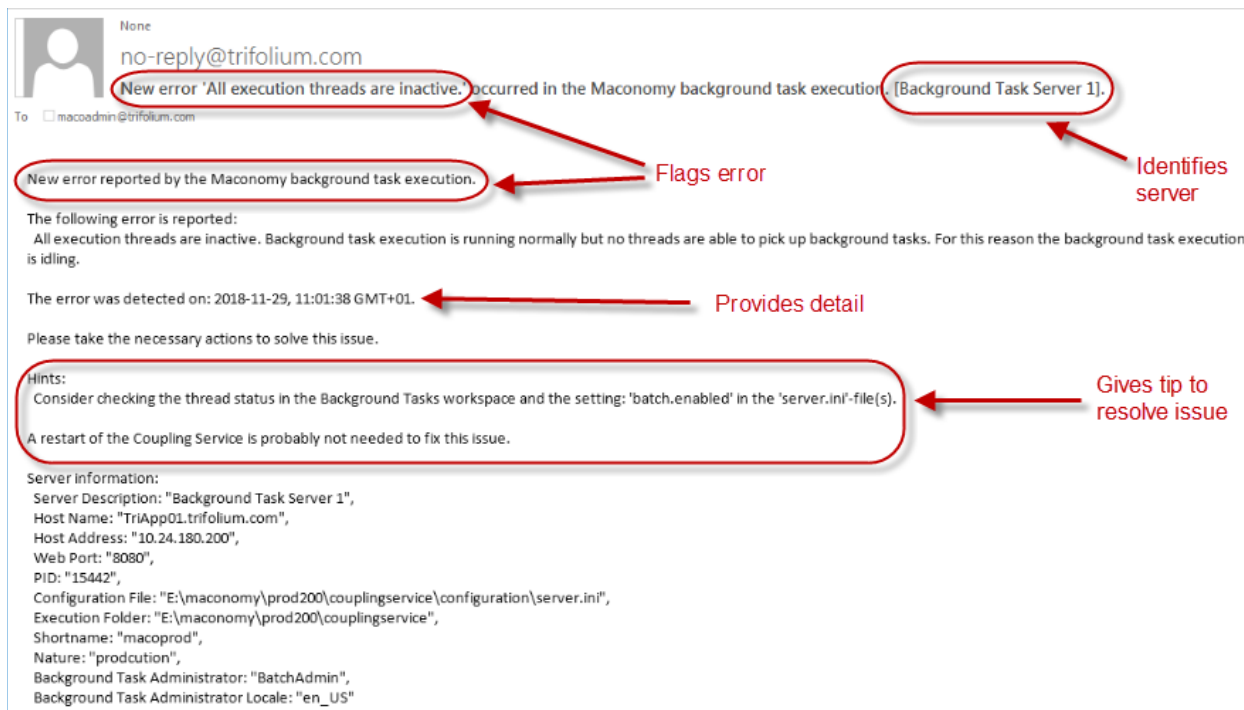 None
no-reply@trifolium.com
New error 'All execution threads are inactive.' occurred in the Maconomy background task execution. [Background Task Server 1].
To macoadmin@trifolium.com
Flags error
Identifies
server
New error reported by the Maconomy background task execution.
The following error is reported:
All execution threads are inactive. Background task execution is running normally but no threads are able to pick up background tasks. For this reason the background task execution
is idling.
The error was detected on: 2018-11-29, 11:01:38 GMT+01.
Provides detail
Please take the necessary actions to solve this issue.
Hints:
Consider checking the thread status in the Background Tasks workspace and the setting: 'batch.enabled' in the 'server.ini'-file(s).
Gives tip to
resolve issue
A restart of the Coupling Service is probably not needed to fix this issue.
Server Information:
Server Description: "Background Task Server 1",
Host Name: "TriApp01.trifolium.com",
Host Address: "10.24.180.200",
Web Port: "8080",
PID: "15442",
Configuration File: "E:\maconomy\prod200\couplingservice\configuration\server.ini",
Execution Folder: "E:\maconomy\prod200\couplingservice",
Shortname: "macoprod",
Nature: "prodcution",
Background Task Administrator: "BatchAdmin",
Background Task Administrator Locale: "en_US"